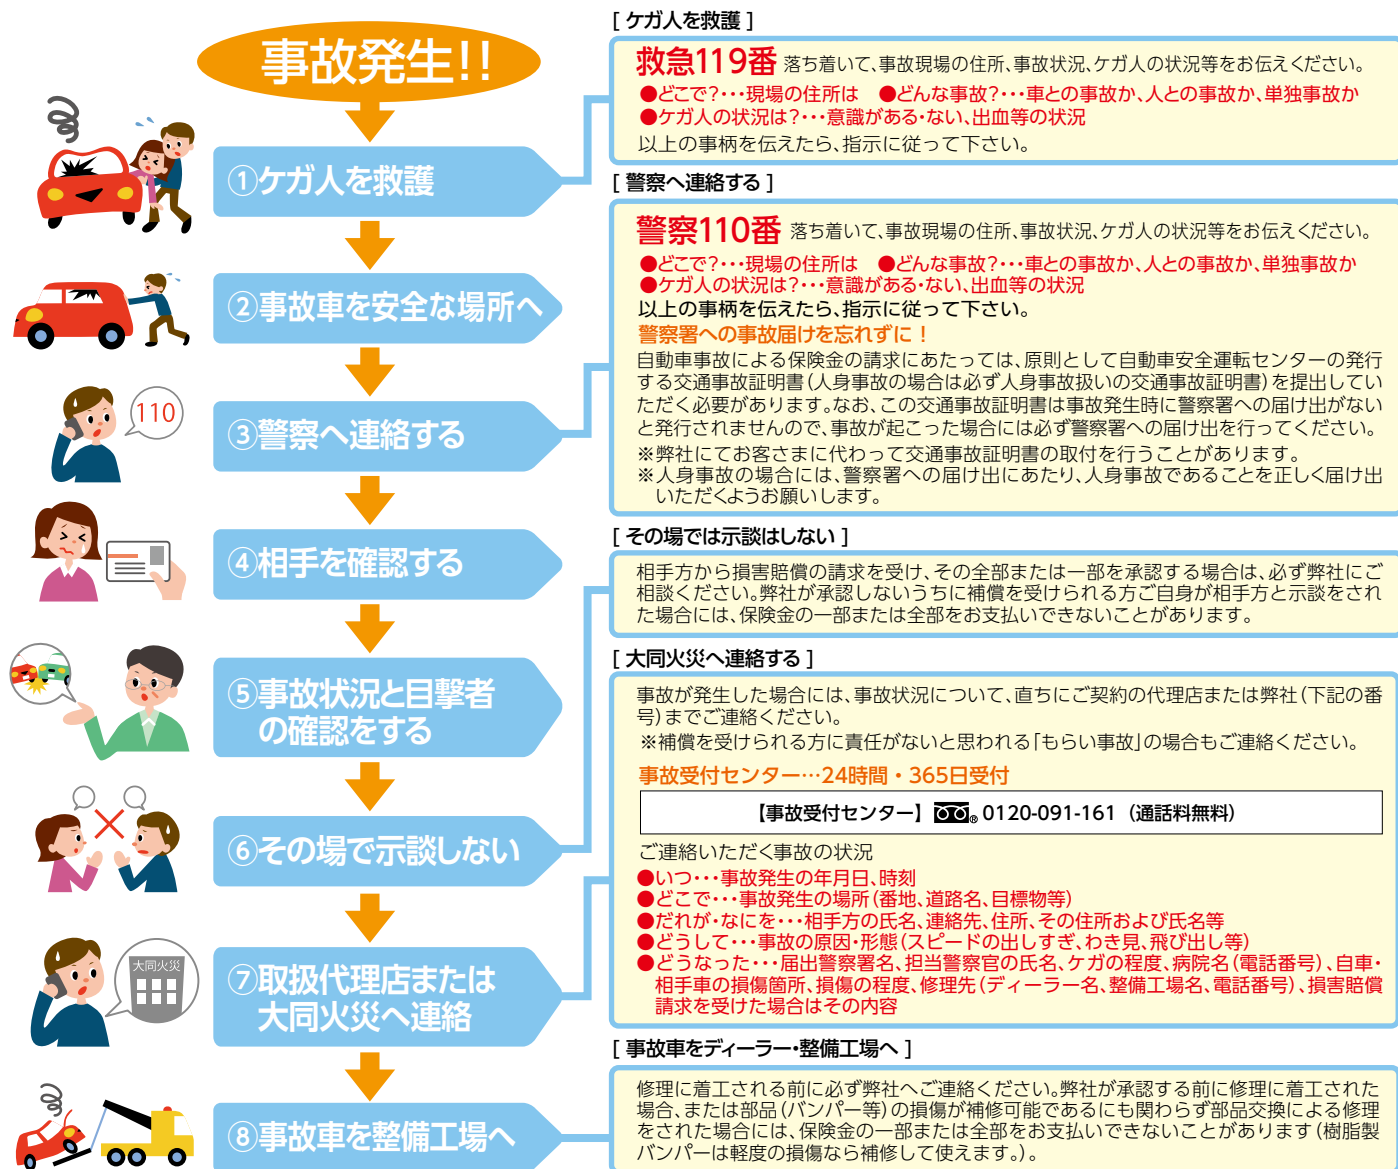 事故発生!!
①ケガ人を救護
②事故車を安全な場所へ
110
③警察へ連絡する
④相手を確認する
⑤事故状況と目撃者
の確認をする
⑥その場で示談しない
大同火災
⑦取扱代理店または
大同火災へ連絡
⑧事故車を整備工場へ
[ ケガ人を救護 ]
救急119番 落ち着いて、事故現場の住所、事故状況、ケガ人の状況等をお伝えください。
●どこで?･･･現場の住所は ●どんな事故?･･･車との事故か、人との事故か、単独事故か
●ケガ人の状況は?･･･意識がある・ない、出血等の状況
以上の事柄を伝えたら、指示に従って下さい。
[ 警察へ連絡する ]
警察110番 落ち着いて、事故現場の住所、事故状況、ケガ人の状況等をお伝えください。
●どこで?･･･現場の住所は ●どんな事故?･･･車との事故か、人との事故か、単独事故か
●ケガ人の状況は?･･･意識がある・ない、出血等の状況
以上の事柄を伝えたら、指示に従って下さい。
警察署への事故届けを忘れずに！
自動車事故による保険金の請求にあたっては、原則として自動車安全運転センターの発行
する交通事故証明書(人身事故の場合は必ず人身事故扱いの交通事故証明書)を提出してい
ただく必要があります。なお、この交通事故証明書は事故発生時に警察署への届け出がない
と発行されませんので、事故が起こった場合には必ず警察署への届け出を行ってください。
※弊社にてお客さまに代わって交通事故証明書の取付を行うことがあります。
※人身事故の場合には、警察署への届け出にあたり、人身事故であることを正しく届け出
いただくようお願いします。
[ その場では示談はしない ]
相手方から損害賠償の請求を受け、その全部または一部を承認する場合は、必ず弊社にご
相談ください。弊社が承認しないうちに補償を受けられる方ご自身が相手方と示談をされ
た場合には、保険金の一部または全部をお支払いできないことがあります。
[ 大同火災へ連絡する ]
事故が発生した場合には、事故状況について、直ちにご契約の代理店または弊社(下記の番
号)までご連絡ください。
※補償を受けられる方に責任がないと思われる「もらい事故」の場合もご連絡ください。
事故受付センター…24時間・365日受付
【事故受付センター】 0120-091-161（通話料無料）
ご連絡いただく事故の状況
●いつ･･･事故発生の年月日、時刻
●どこで･･･事故発生の場所(番地、道路名、目標物等)
●だれが・なにを･･･相手方の氏名、連絡先、住所、その住所および氏名等
●どうして･･･事故の原因・形態(スピードの出しすぎ、わき見、飛び出し等)
●どうなった･･･届出警察署名、担当警察官の氏名、ケガの程度、病院名(電話番号)、自車・
相手車の損傷箇所、損傷の程度、修理先(ディーラー名、整備工場名、電話番号)、損害賠償
請求を受けた場合はその内容
[ 事故車をディーラー・整備工場へ ]
修理に着工される前に必ず弊社へご連絡ください。弊社が承認する前に修理に着工された
場合、または部品(バンパー等)の損傷が補修可能であるにも関わらず部品交換による修理
をされた場合には、保険金の一部または全部をお支払いできないことがあります(樹脂製
バンパーは軽度の損傷なら補修して使えます。)。